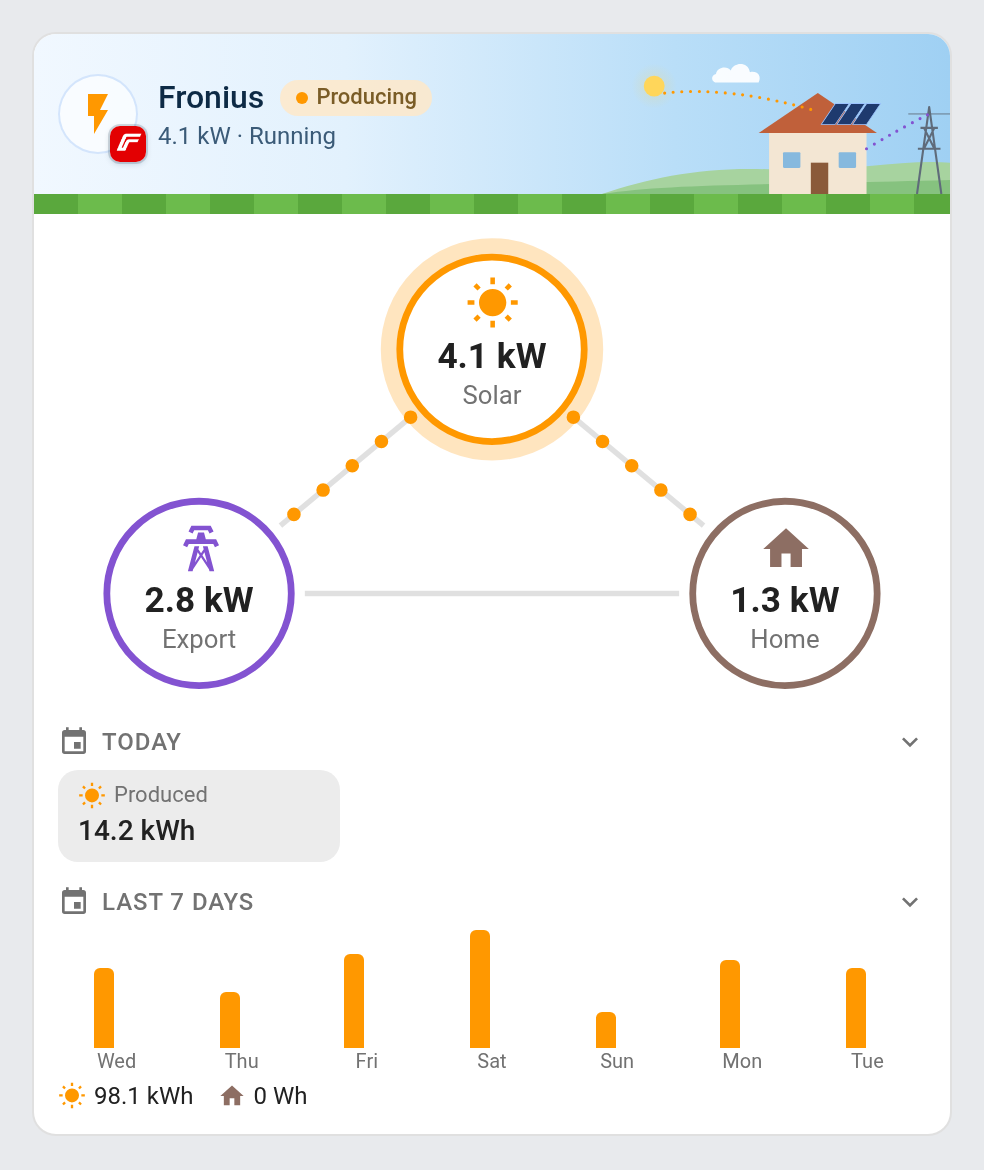 Fronius
Producing
4.1 kW · Running
4.1 kW
Solar
2.8 kW
Export
1.3 kW
Home
TODAY
Produced
14.2 kWh
LAST 7 DAYS
Wed Thu Fri Sat Sun Mon Tue
98.1 kWh 0 Wh